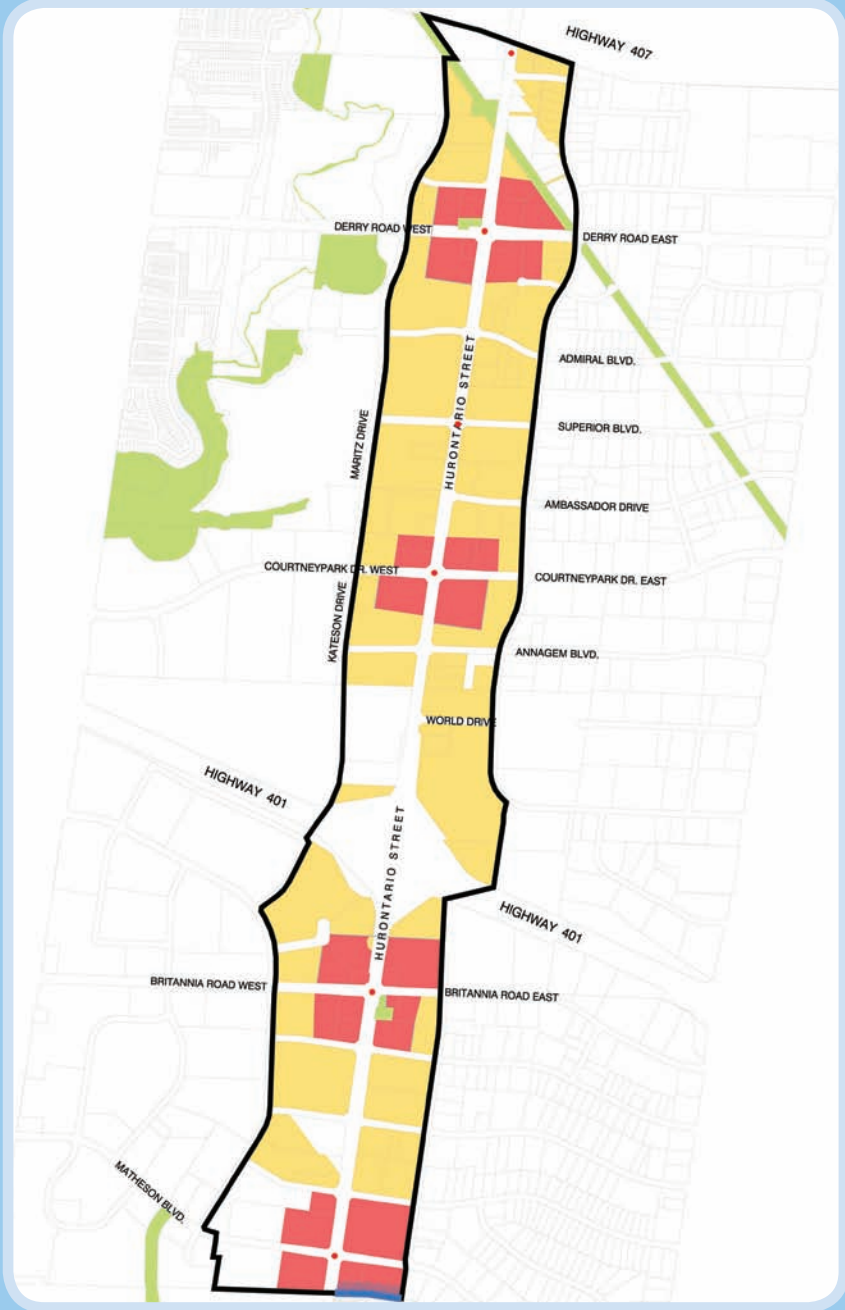 HIGHWAY 407
DERRY ROAD WEST
DERRY ROAD EAST
HURONTARIO STREET
ADMIRAL BLVD.
MARITZ DRIVE
SUPERIOR BLVD.
AMBASSADOR DRIVE
COURTNEYPARK DR. WEST
COURTNEYPARK DR. EAST
KATESON DRIVE
ANNAGEM BLVD.
WORLD DRIVE
HIGHWAY 401
HURONTARIO STREET
HIGHWAY 401
BRITANNIA ROAD WEST
BRITANNIA ROAD EAST
MATHESON BLVD.